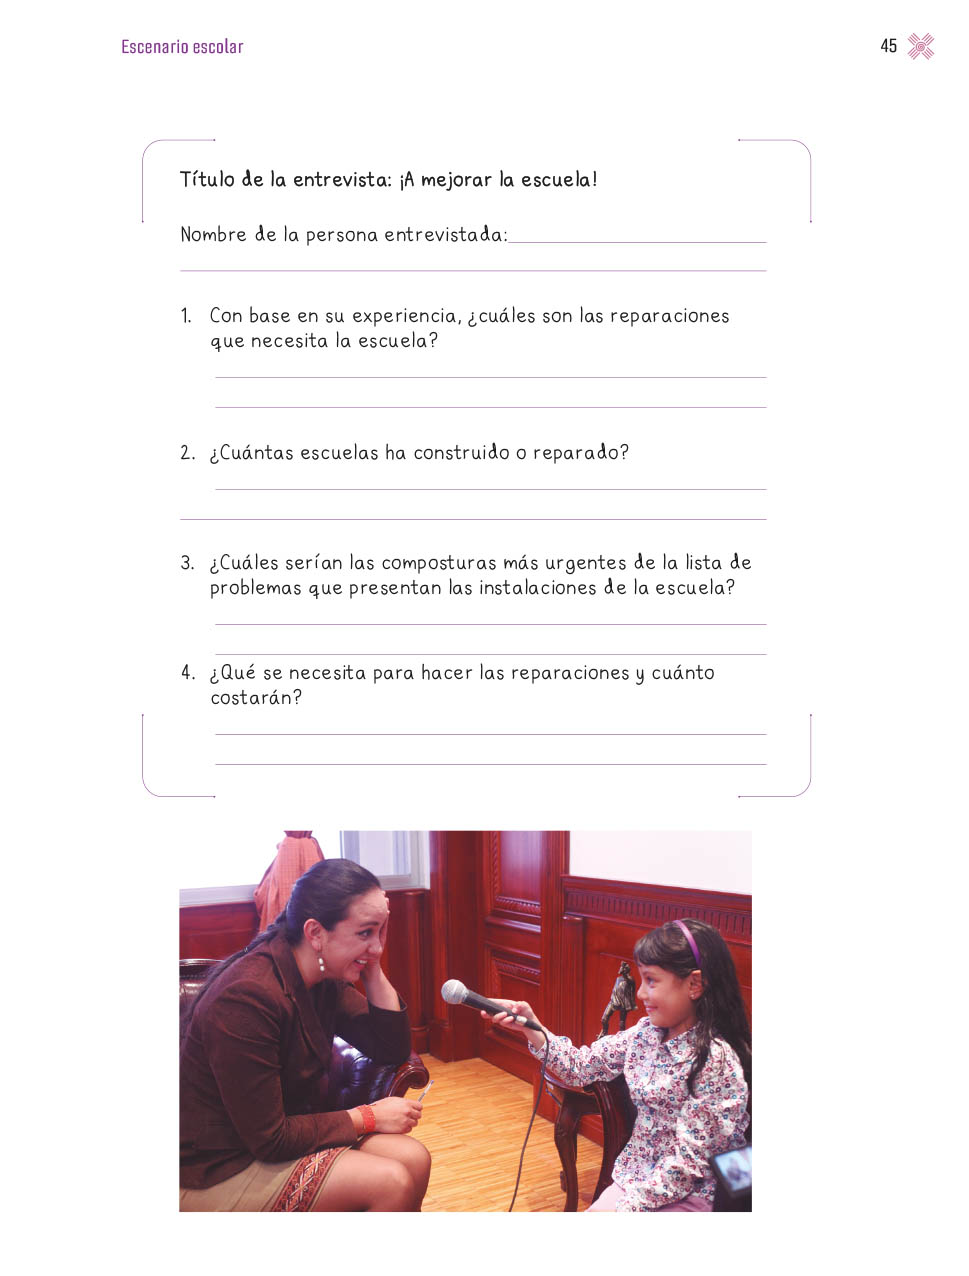 Escenario escolar
45
Título de la entrevista: ¡A mejorar la escuela!
Nombre de la persona entrevistada:
1. Con base en su experiencia, ¿cuáles son las reparaciones
que necesita la escuela?
2. ¿Cuántas escuelas ha construido o reparado?
3. ¿Cuáles serían las composturas más urgentes de la lista de
problemas que presentan las instalaciones de la escuela?
4. ¿Qué se necesita para hacer las reparaciones y cuánto
costarán?